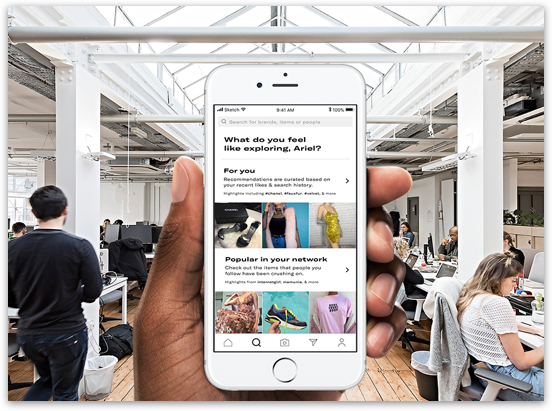 Sketch 9:41 AM 100%
Search for brands, items or people
What do you feel
like exploring, Ariel?
For you
Recommendations are curated based on
your recent likes & search history.
Highlights including #chanel, #fauxfur, #velvet, & more
Popular in your network
Check out the items that people you
follow have been crushing on.
Highlights from internetgirl, mamunia, & more